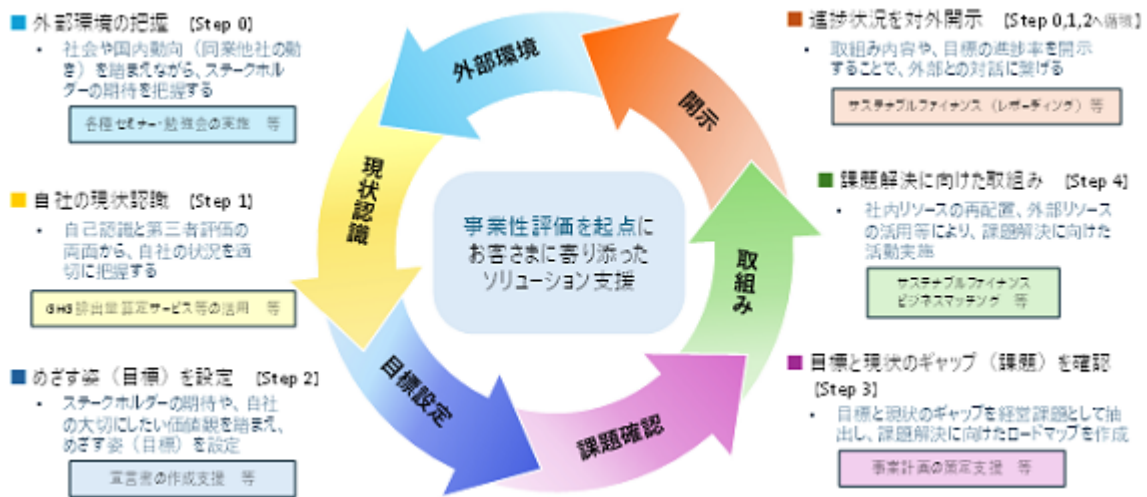 外部環境の把握 【Step 0】
社会や国内動向（同業他社の動
き）を踏まえながら、ステークホル
ダーの期待を把握する
各種セミナー・勉強会の実施 等
自社の現状認識 【Step 1】
自己認識と第三者評価の
両面から、自社の状況を適
切に把握する
GHG排出量算定サービス等の活用 等
めざす姿（目標）を設定 【Step 2】
ステークホルダーの期待や、自社
の大切にしたい価値観を踏まえ、
めざす姿（目標）を設定
宣言書の作成支援 等
外部環境
現状認識
目標設定
課題確認
取組み
開示
事業性評価を起点に
お客さまに寄り添った
ソリューション支援
進捗状況を対外開示 【Step 0,1,2へ循環】
取組み内容や、目標の進捗率を開示
することで、外部との対話に繋げる
サステナブルファイナンス（レポーティング）等
課題解決に向けた取組み 【Step 4】
社内リソースの再配置、外部リソース
の活用等により、課題解決に向けた
活動実施
サステナブルファイナンス
ビジネスマッチング 等
目標と現状のギャップ（課題）を確認
【Step 3】
目標と現状のギャップを経営課題として抽
出し、課題解決に向けたロードマップを作成
事業計画の策定支援 等